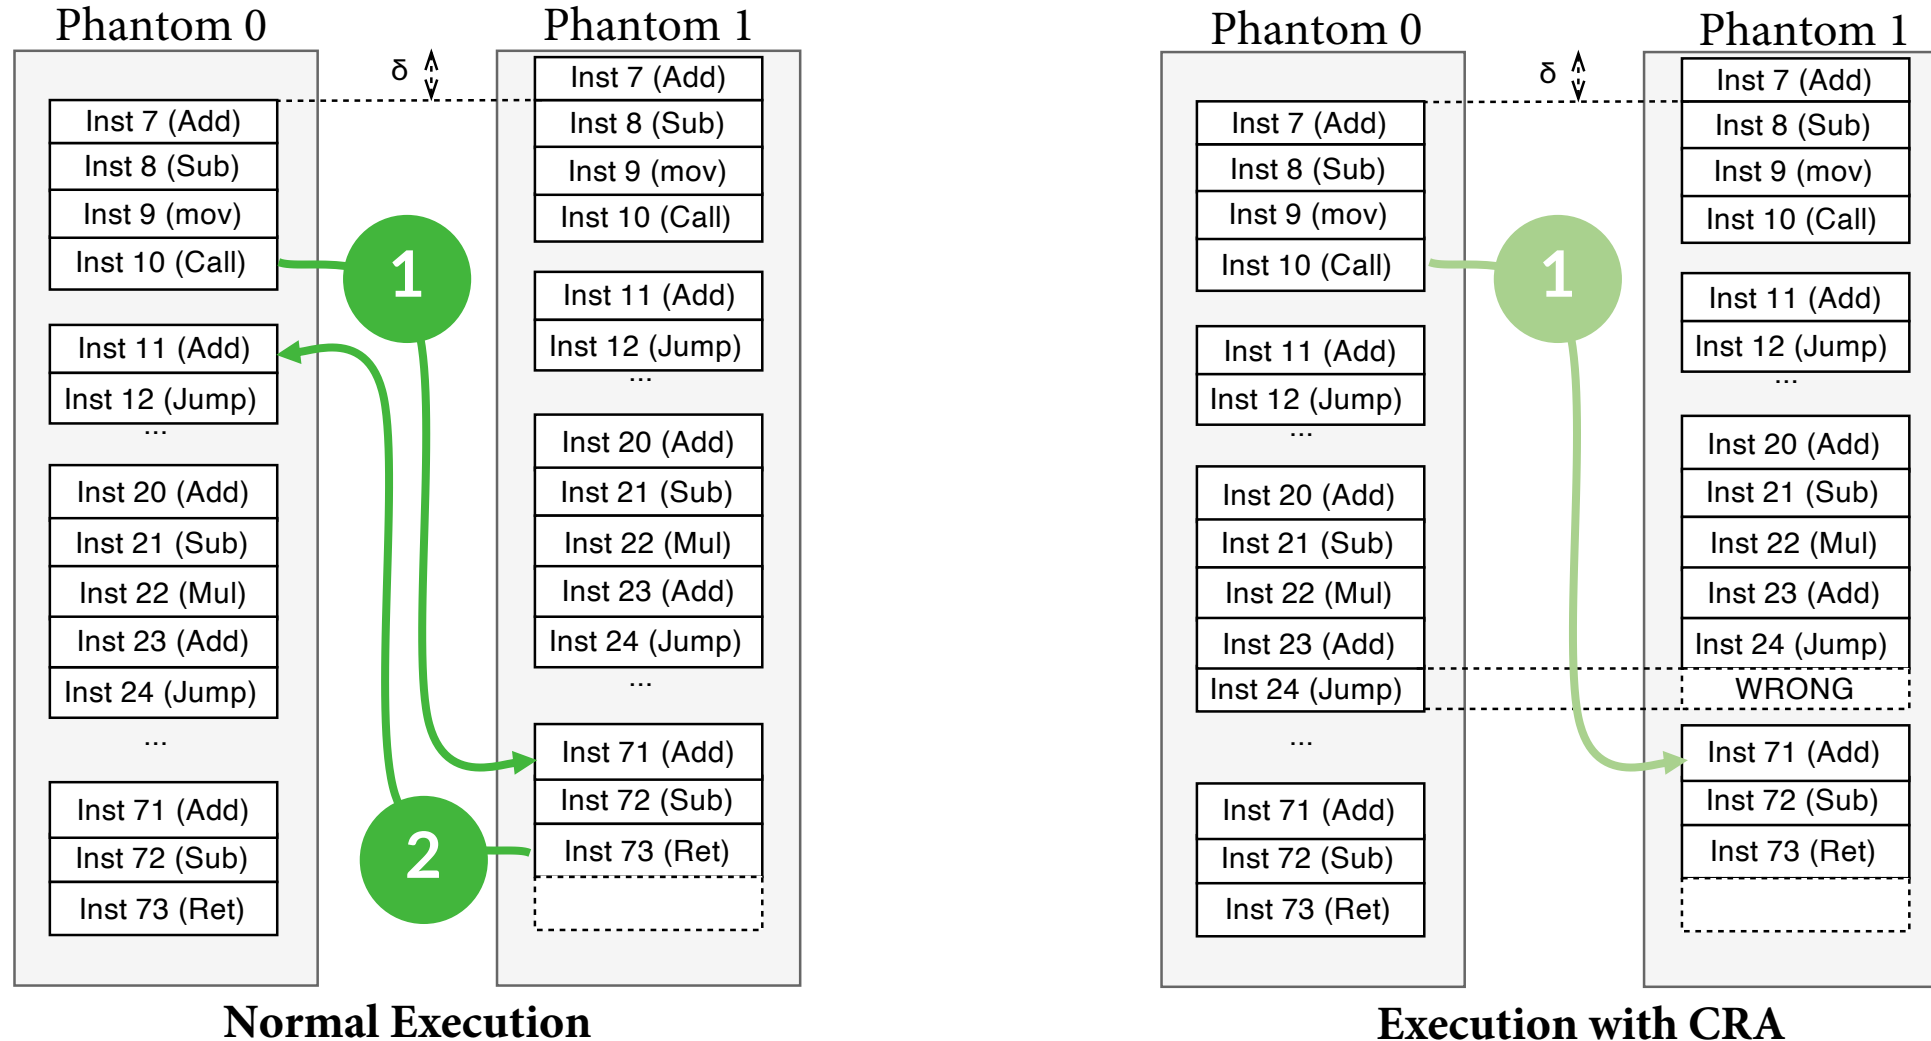 Phantom 0
Inst 7 (Add)
Inst 8 (Sub)
Inst 9 (mov)
Inst 10 (Call)
Inst 11 (Add)
Inst 12 (Jump)
...
Inst 20 (Add)
Inst 21 (Sub)
Inst 22 (Mul)
Inst 23 (Add)
Inst 24 (Jump)
...
Inst 71 (Add)
Inst 72 (Sub)
Inst 73 (Ret)
δ
1
2
Phantom 1
Inst 7 (Add)
Inst 8 (Sub)
Inst 9 (mov)
Inst 10 (Call)
Inst 11 (Add)
Inst 12 (Jump)
...
Inst 20 (Add)
Inst 21 (Sub)
Inst 22 (Mul)
Inst 23 (Add)
Inst 24 (Jump)
...
Inst 71 (Add)
Inst 72 (Sub)
Inst 73 (Ret)
Normal Execution
Phantom 0
Inst 7 (Add)
Inst 8 (Sub)
Inst 9 (mov)
Inst 10 (Call)
Inst 11 (Add)
Inst 12 (Jump)
...
Inst 20 (Add)
Inst 21 (Sub)
Inst 22 (Mul)
Inst 23 (Add)
Inst 24 (Jump)
...
Inst 71 (Add)
Inst 72 (Sub)
Inst 73 (Ret)
δ
1
Phantom 1
Inst 7 (Add)
Inst 8 (Sub)
Inst 9 (mov)
Inst 10 (Call)
Inst 11 (Add)
Inst 12 (Jump)
...
Inst 20 (Add)
Inst 21 (Sub)
Inst 22 (Mul)
Inst 23 (Add)
Inst 24 (Jump)
WRONG
Inst 71 (Add)
Inst 72 (Sub)
Inst 73 (Ret)
Execution with CRA